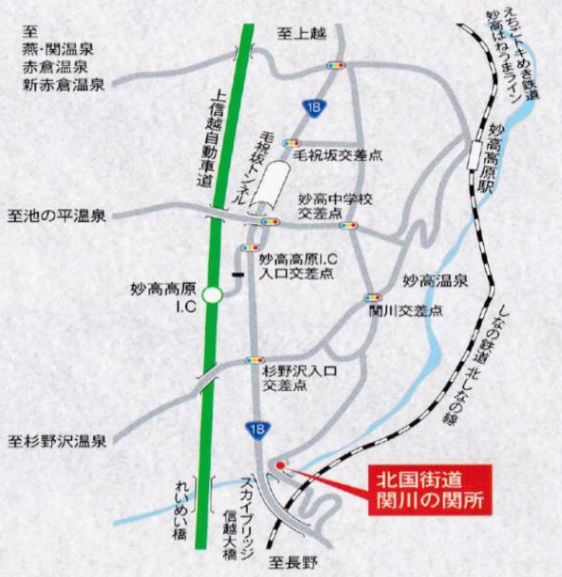 至
燕・関温泉
赤倉温泉
新赤倉温泉
至上越
えちごトキめき鉄道
妙高はねうまライン
上信越自動車道
18
毛祝坂トンネル
毛祝坂交差点
妙高高原駅
至池の平温泉
妙高中学校
交差点
妙高高原I.C
入口交差点
妙高高原
I.C
妙高温泉
関川交差点
しなの鉄道 北しなの線
杉野沢入口
交差点
至杉野沢温泉
18
北国街道
関川の関所
れいめい橋
スカイブリッジ
信越大橋
至長野